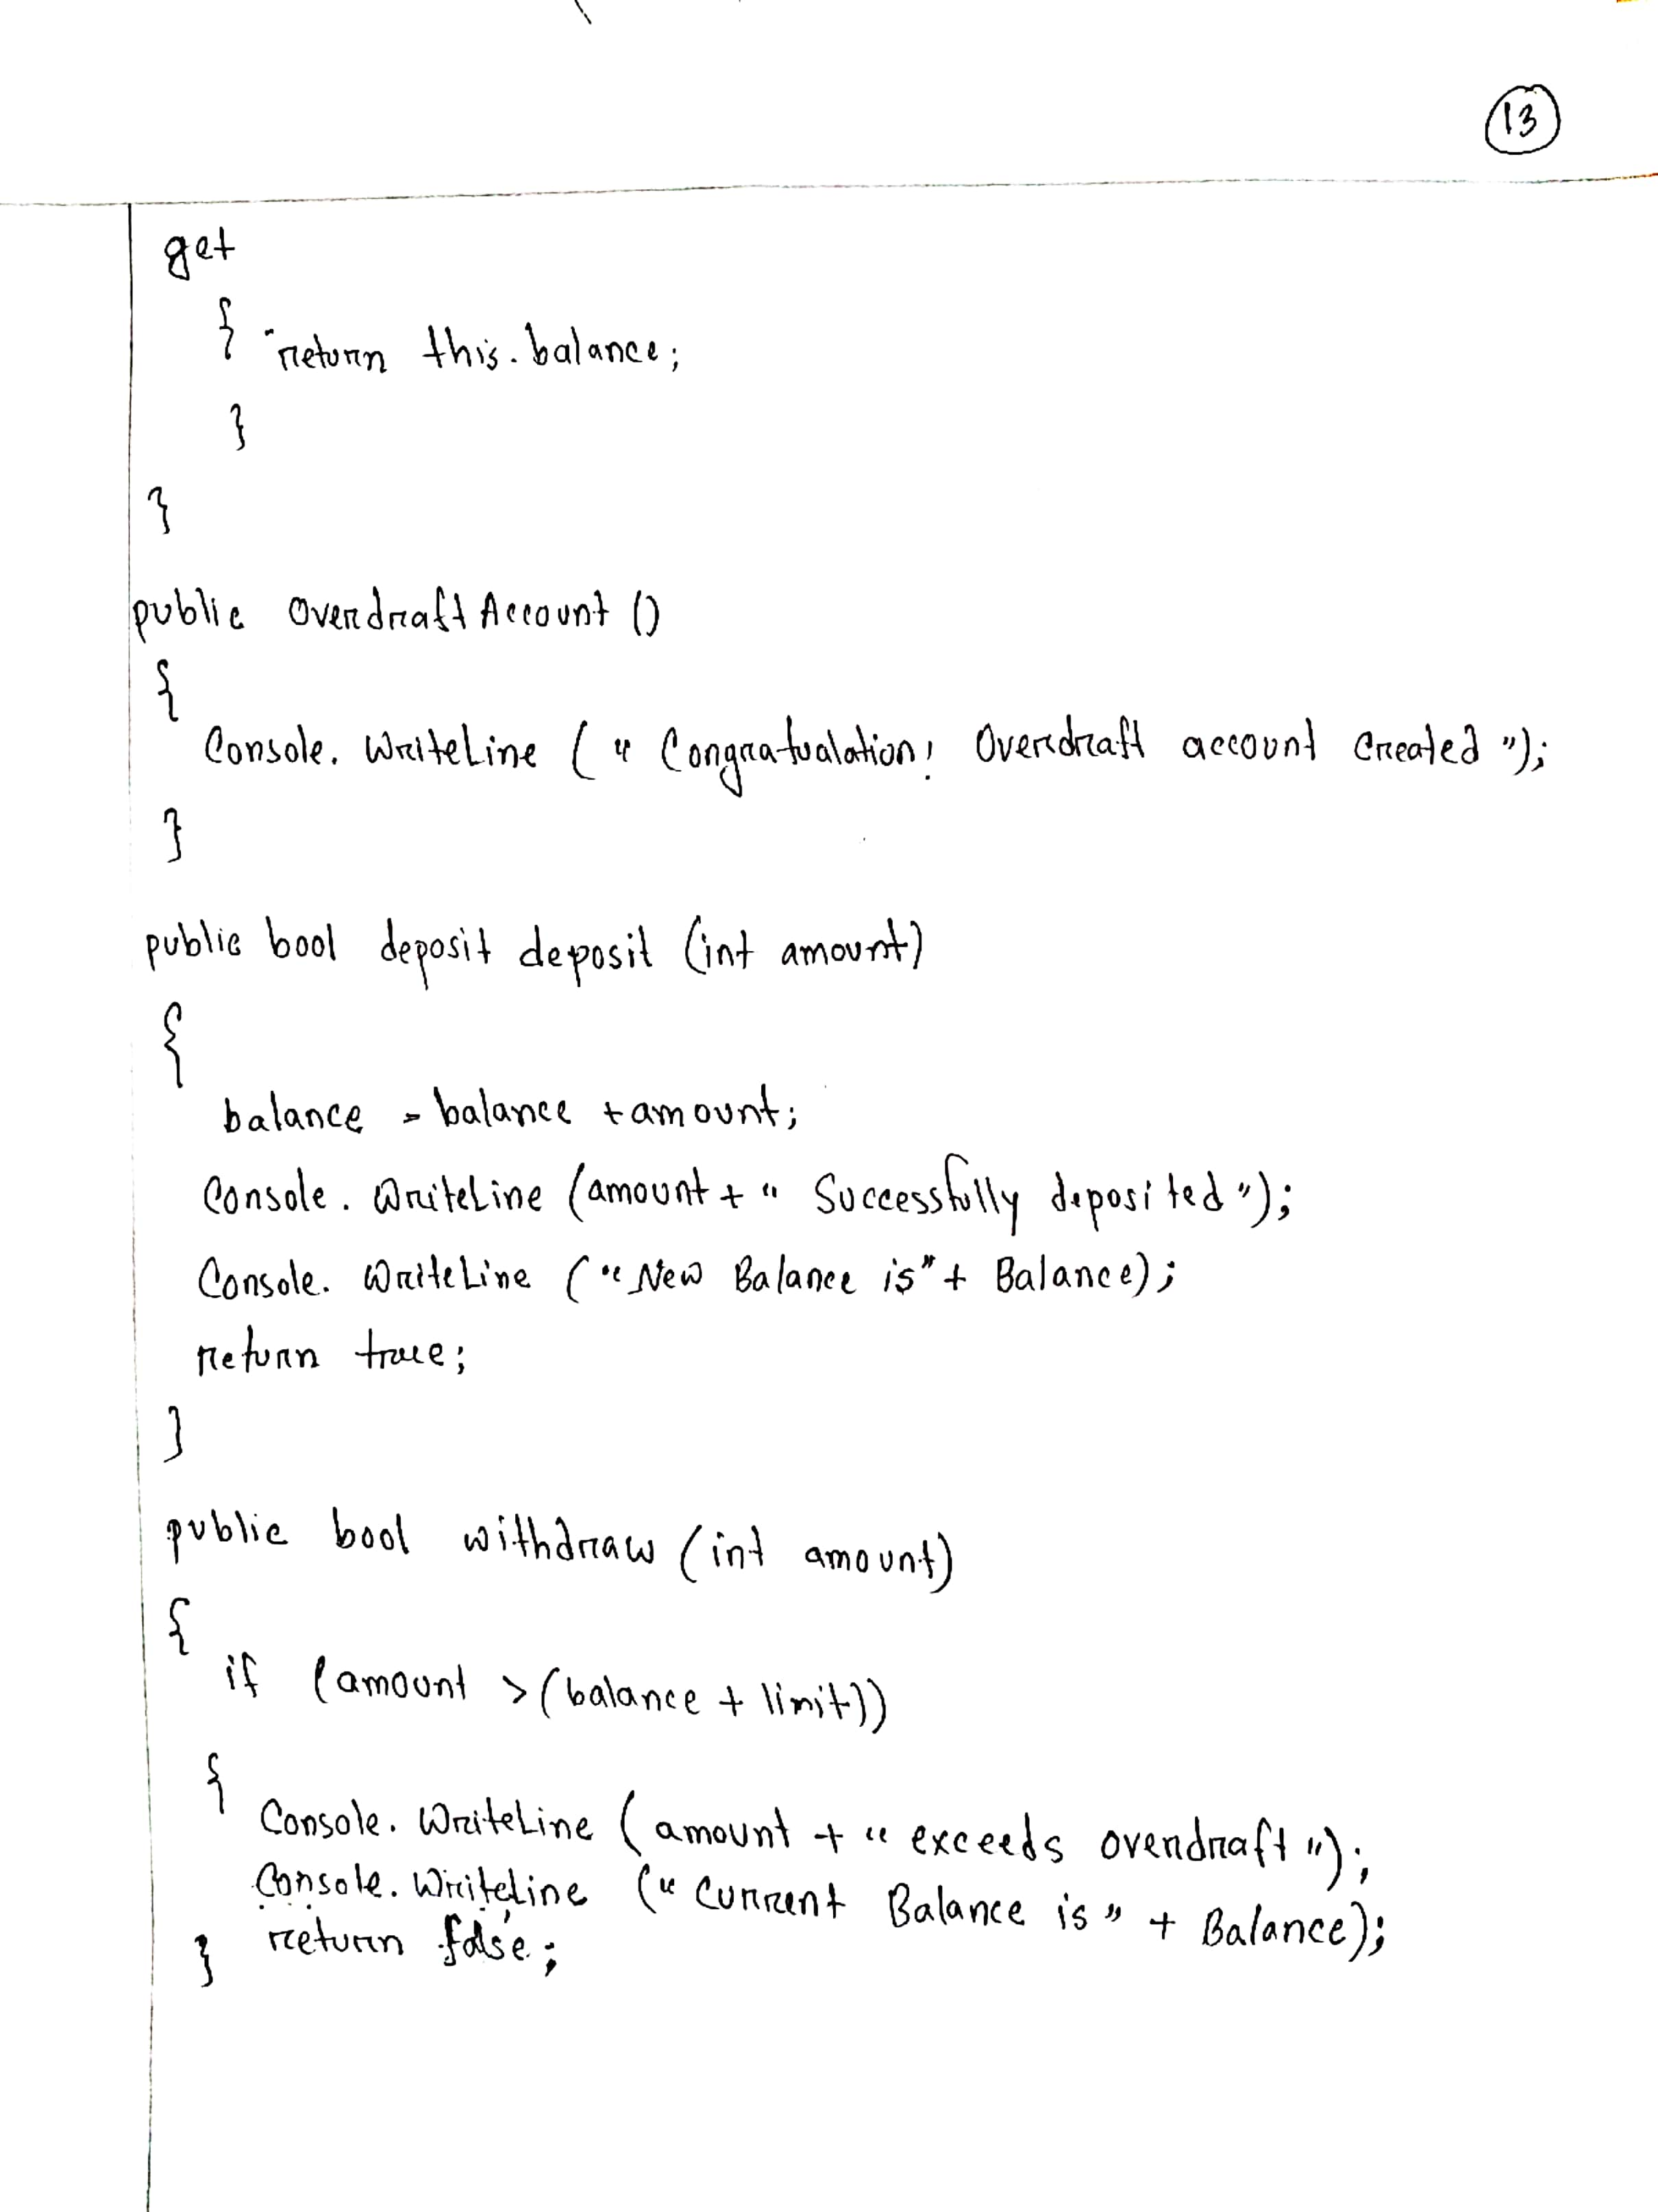 13
get
{ return this.balance;
}
}
public OverdraftAccount ()
{
Console. WriteLine ( " Congratualation! Overdraft account created ");
}
public bool deposit deposit (int amount)
{
balance = balance + amount;
Console. WriteLine (amount + " Successfully deposited ");
Console. WriteLine ( " New Balance is" + Balance);
return true;
}
public bool withdraw (int amount)
{
if (amount > (balance + limit))
{
Console. WriteLine ( amount + " exceeds overdraft ");
Console. WriteLine ( " Current Balance is " + Balance);
return false;
}